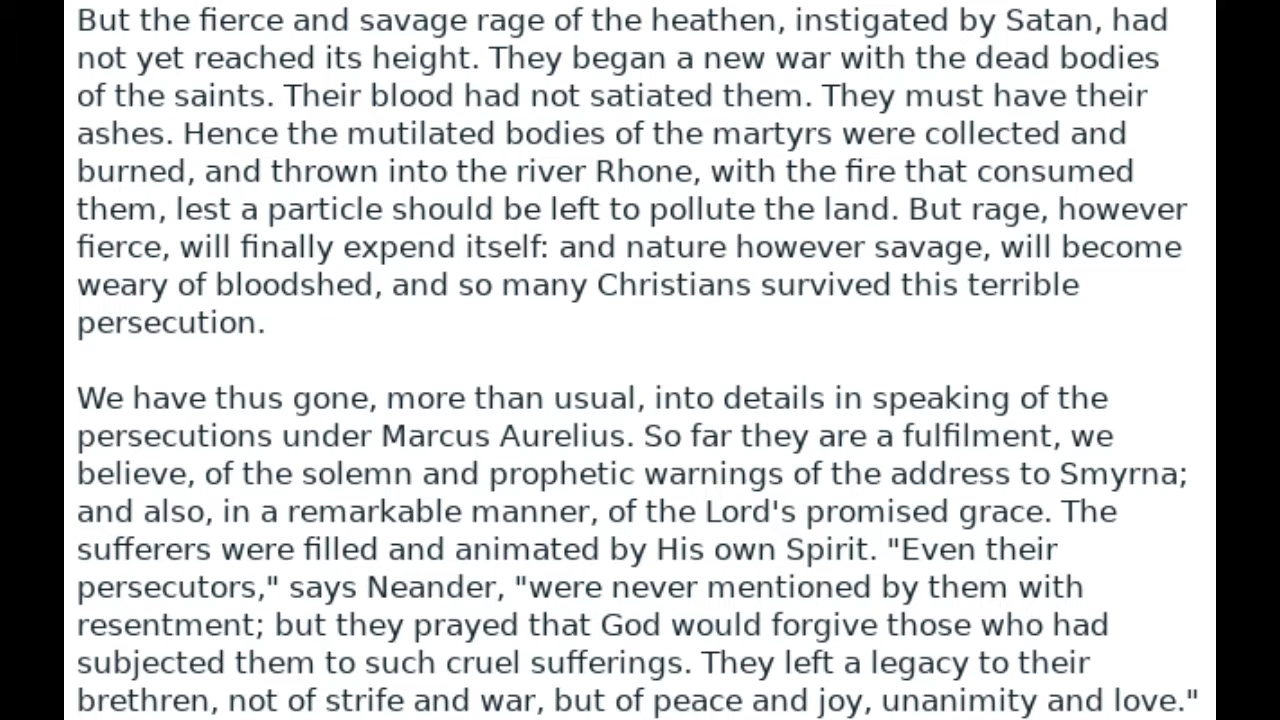 But the fierce and savage rage of the heathen, instigated by Satan, had
not yet reached its height. They began a new war with the dead bodies
of the saints. Their blood had not satiated them. They must have their
ashes. Hence the mutilated bodies of the martyrs were collected and
burned, and thrown into the river Rhone, with the fire that consumed
them, lest a particle should be left to pollute the land. But rage, however
fierce, will finally expend itself: and nature however savage, will become
weary of bloodshed, and so many Christians survived this terrible
persecution.

We have thus gone, more than usual, into details in speaking of the
persecutions under Marcus Aurelius. So far they are a fulfilment, we
believe, of the solemn and prophetic warnings of the address to Smyrna;
and also, in a remarkable manner, of the Lord's promised grace. The
sufferers were filled and animated by His own Spirit. "Even their
persecutors," says Neander, "were never mentioned by them with
resentment; but they prayed that God would forgive those who had
subjected them to such cruel sufferings. They left a legacy to their
brethren, not of strife and war, but of peace and joy, unanimity and love."